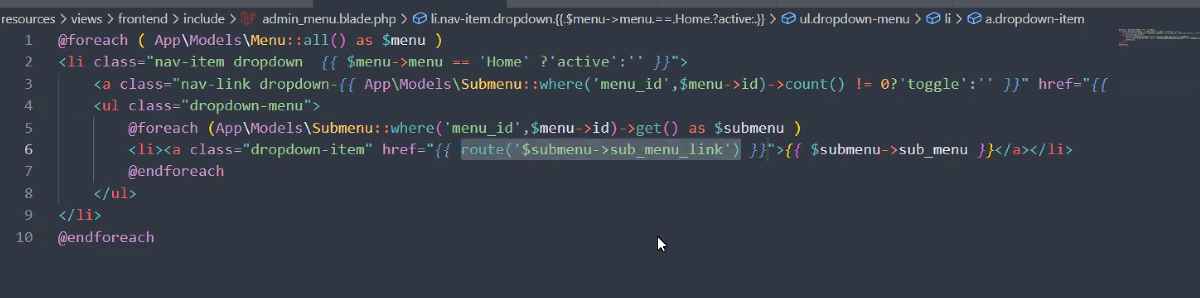 resources > views > frontend > include > admin_menu.blade.php > li.nav-item.dropdown.{{.$menu->menu.==.Home.?active:.}} > ul.dropdown-menu > li > a.dropdown-item
1 @foreach ( App\Models\Menu::all() as $menu )
2 <li class="nav-item dropdown  {{ $menu->menu == 'Home' ?'active':'' }}">
3 <a class="nav-link dropdown-{{ App\Models\Submenu::where('menu_id',$menu->id)->count() != 0?'toggle':'' }}" href="{{
4 <ul class="dropdown-menu">
5 @foreach (App\Models\Submenu::where('menu_id',$menu->id)->get() as $submenu )
6 <li><a class="dropdown-item" href="{{ route('$submenu->sub_menu_link') }}">{{ $submenu->sub_menu }}</a></li>
7 @endforeach
8 </ul>
9 </li>
10 @endforeach